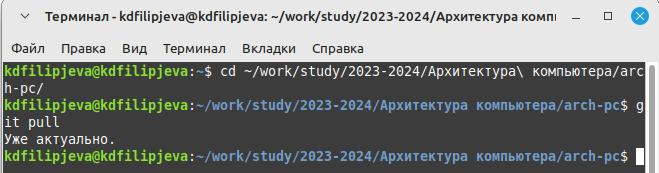 Терминал - kdfilipjeva@kdfilipjeva: ~/work/study/2023-2024/Архитектура комп
Файл Правка Вид Терминал Вкладки Справка
kdfilipjeva@kdfilipjeva:~$ cd ~/work/study/2023-2024/Архитектура\ компьютера/arc
h-pc/
kdfilipjeva@kdfilipjeva:~/work/study/2023-2024/Архитектура компьютера/arch-pc$ g
it pull
Уже актуально.
kdfilipjeva@kdfilipjeva:~/work/study/2023-2024/Архитектура компьютера/arch-pc$